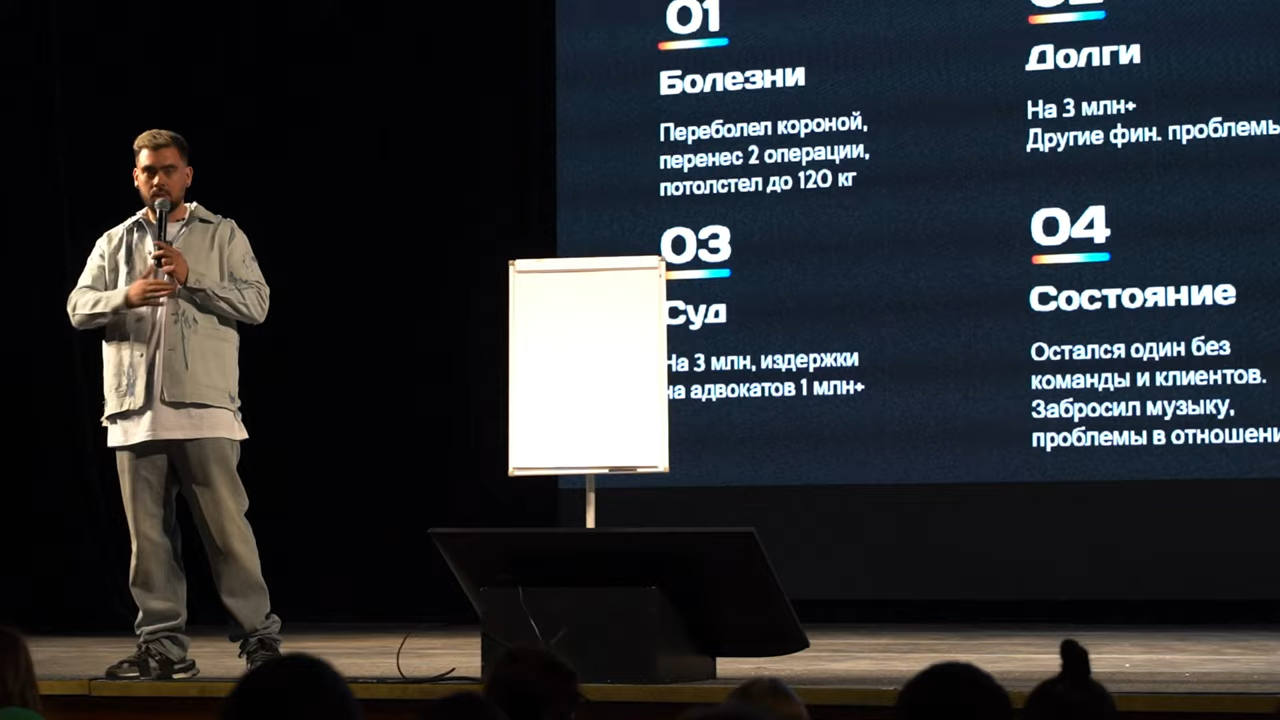 01
Болезни
Переболел короной,
перенес 2 операции,
потолстел до 120 кг
02
Долги
На 3 млн+
Другие фин. проблемы
03
Суд
На 3 млн, издержки
на адвокатов 1 млн+
04
Состояние
Остался один без
команды и клиентов.
Забросил музыку,
проблемы в